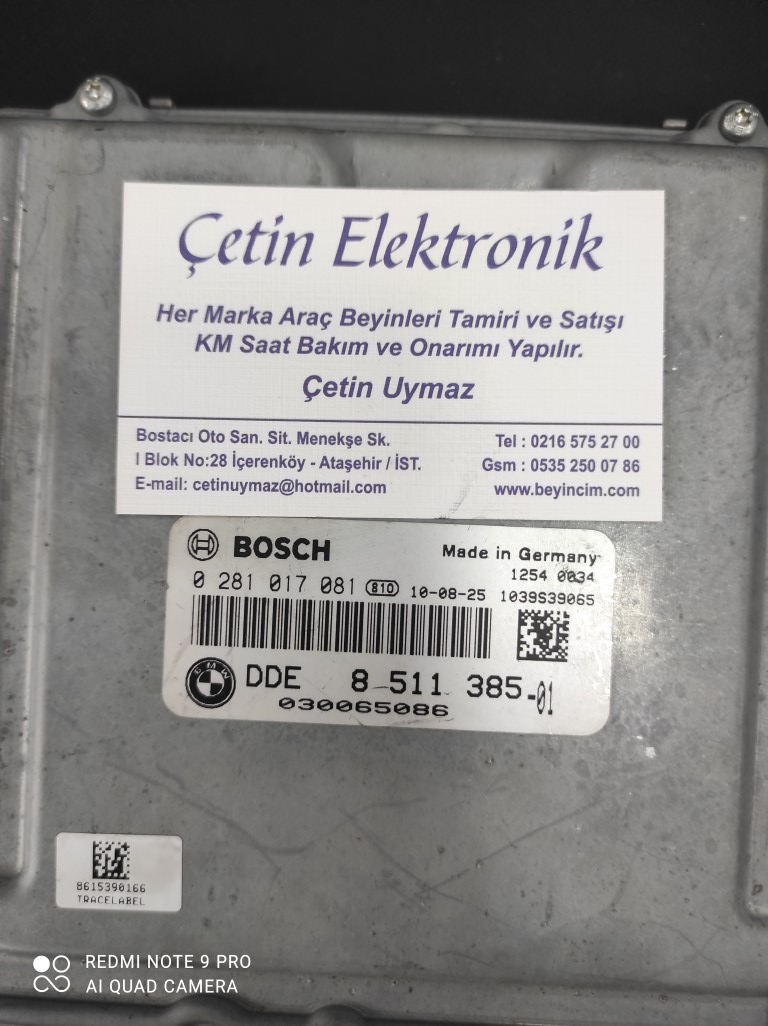 Çetin Elektronik
Her Marka Araç Beyinleri Tamiri ve Satışı
KM Saat Bakım ve Onarımı Yapılır.
Çetin Uymaz
Bostacı Oto San. Sit. Menekşe Sk.
I Blok No:28 İçerenköy - Ataşehir / İST.
E-mail: cetinuymaz@hotmail.com
Tel : 0216 575 27 00
Gsm : 0535 250 07 86
www.beyincim.com
BOSCH
Made in Germany
1254 0034
0 281 017 081 810 10-08-25 1039S39065
BMW
DDE 8 511 385-01
030065086
8615390166
TRACELABEL
REDMI NOTE 9 PRO
AI QUAD CAMERA